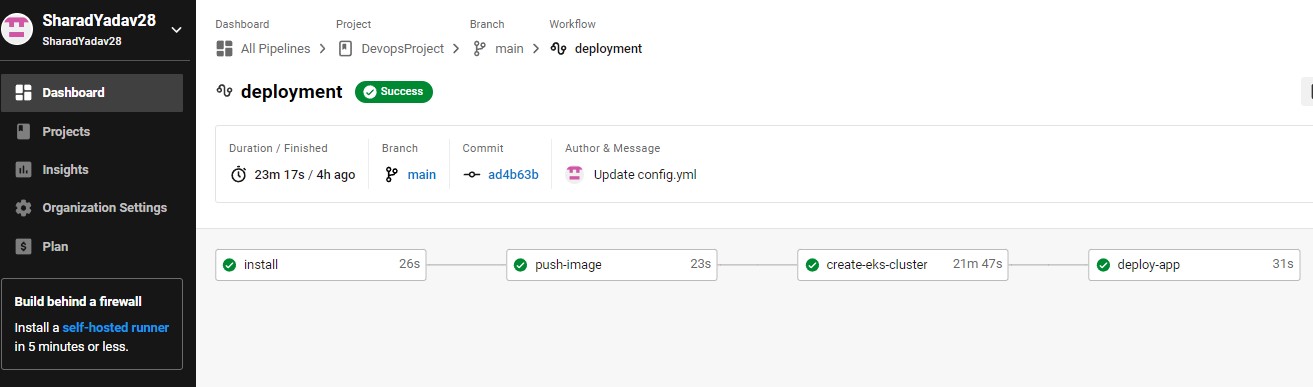 SharadYadav28
SharadYadav28
Dashboard
Projects
Insights
Organization Settings
Plan
Build behind a firewall
Install a self-hosted runner
in 5 minutes or less.
Dashboard Project Branch Workflow
All Pipelines DevopsProject main deployment
deployment Success
Duration / Finished Branch Commit Author & Message
23m 17s / 4h ago main ad4b63b Update config.yml
install 26s push-image 23s create-eks-cluster 21m 47s deploy-app 31s